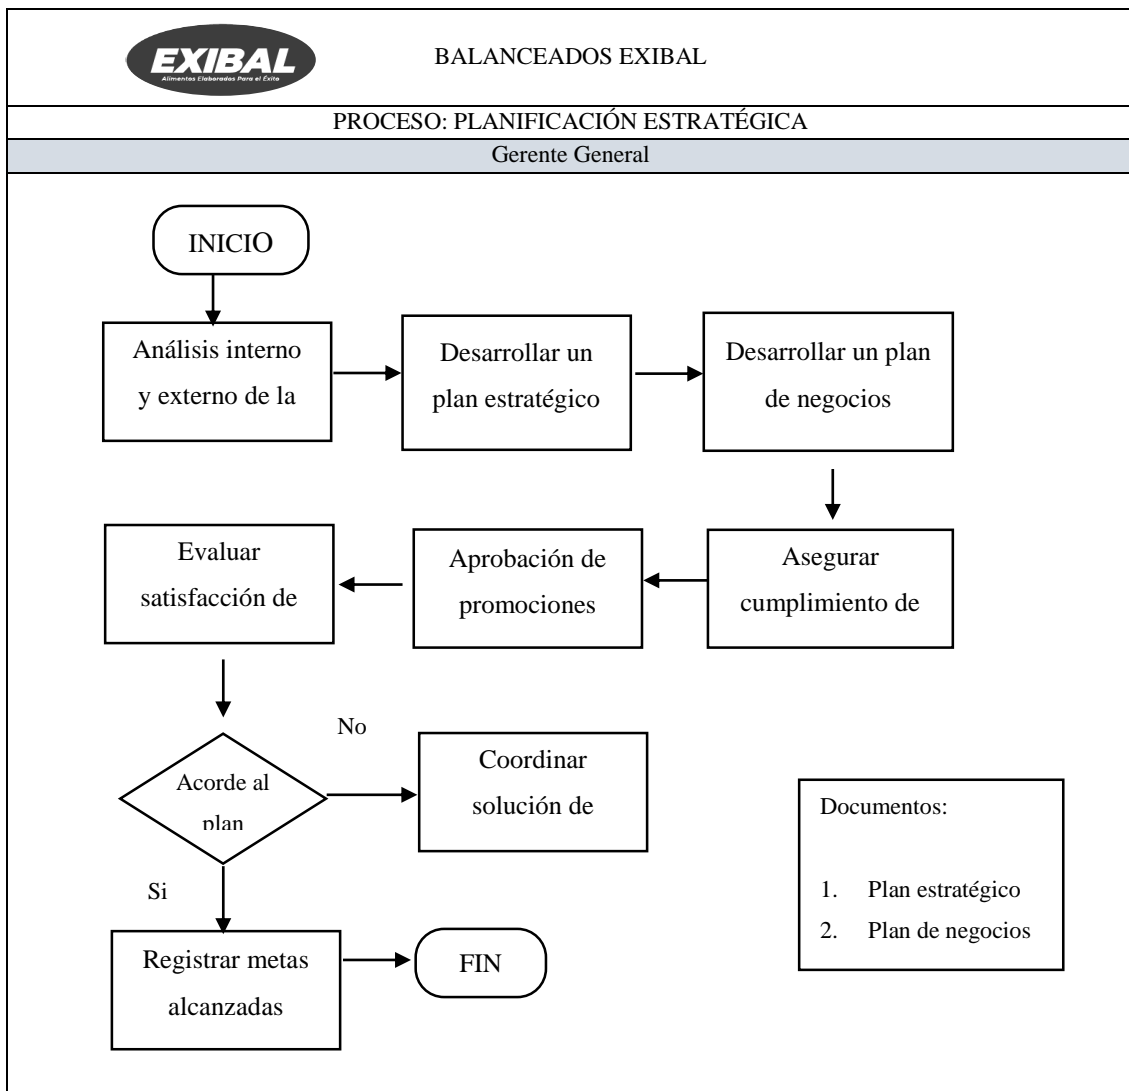 EXIBAL
Alimentos Elaborados Para el Éxito
BALANCEADOS EXIBAL
PROCESO: PLANIFICACIÓN ESTRATÉGICA
Gerente General
INICIO
Análisis interno
y externo de la
Desarrollar un
plan estratégico
Desarrollar un plan
de negocios
Asegurar
cumplimiento de
Aprobación de
promociones
Evaluar
satisfacción de
Acorde al
plan
No
Coordinar
solución de
Si
Registrar metas
alcanzadas
FIN
Documentos:
1. Plan estratégico
2. Plan de negocios